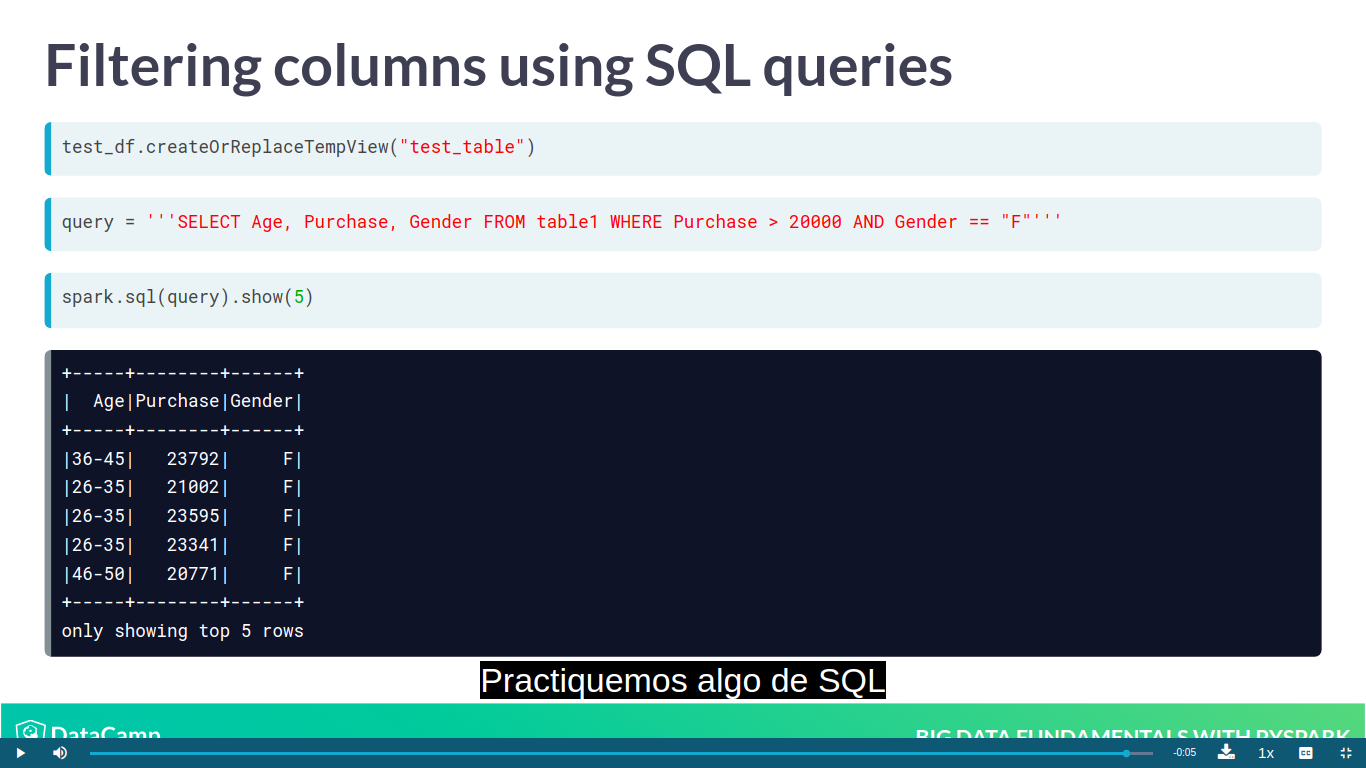 Filtering columns using SQL queries
test_df.createOrReplaceTempView("test_table")
query = '''SELECT Age, Purchase, Gender FROM table1 WHERE Purchase > 20000 AND Gender == "F"'''
spark.sql(query).show(5)
+-----+--------+------+
|  Age|Purchase|Gender|
+-----+--------+------+
|36-45|   23792|     F|
|26-35|   21002|     F|
|26-35|   23595|     F|
|26-35|   23341|     F|
|46-50|   20771|     F|
+-----+--------+------+
only showing top 5 rows
Practiquemos algo de SQL
DataCamp
BIG DATA FUNDAMENTALS WITH PYSPARK
-0:05
1x
CC